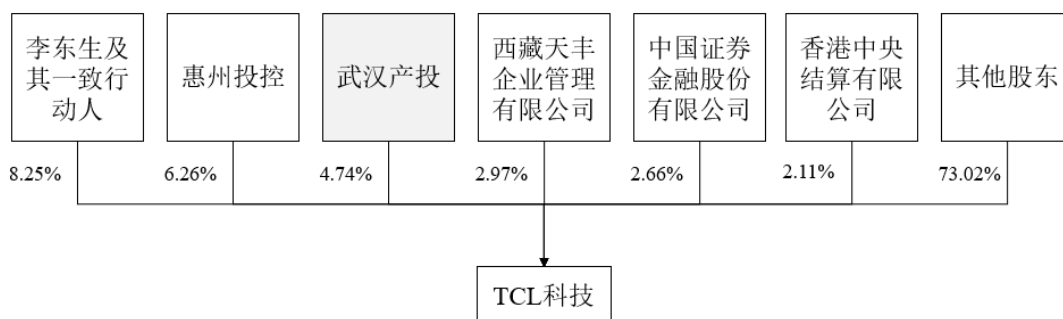 李东生及
其一致行
动人
惠州投控
武汉产投
西藏天丰
企业管理
有限公司
中国证券
金融股份
有限公司
香港中央
结算有限
公司
其他股东
8.25%
6.26%
4.74%
2.97%
2.66%
2.11%
73.02%
TCL科技